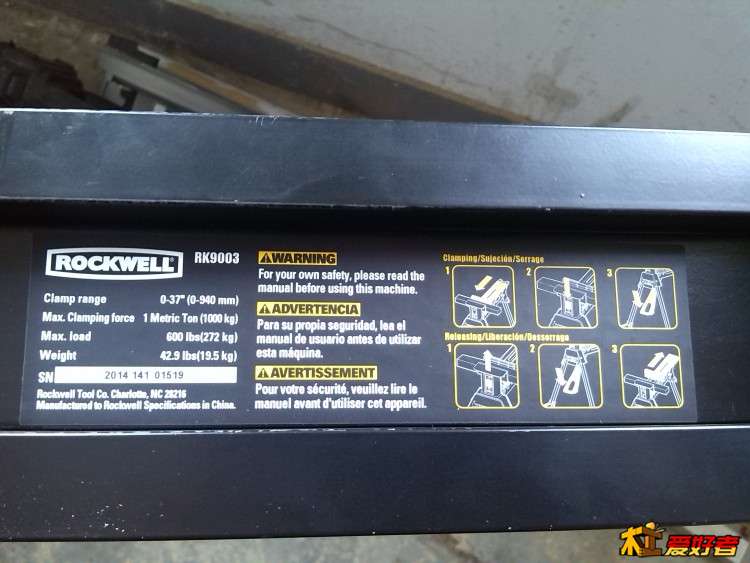 ROCKWELL® RK9003
Clamp range 0-37" (0-940 mm)
Max. Clamping force 1 Metric Ton (1000 kg)
Max. load 600 lbs(272 kg)
Weight 42.9 lbs(19.5 kg)
SN 2014 141 01519
Rockwell Tool Co. Charlotte, NC 28216
Manufactured to Rockwell Specifications in China.
WARNING
For your own safety, please read the
manual before using this machine.
ADVERTENCIA
Para su propia seguridad, lea el
manual de usuario antes de utilizar
esta máquina.
AVERTISSEMENT
Pour votre sécurité, veuillez lire le
manuel avant d'utiliser cet appareil.
Clamping/Sujeción/Serrage
1 2 3
Releasing/Liberación/Desserrage
1 2 3
木工爱好者